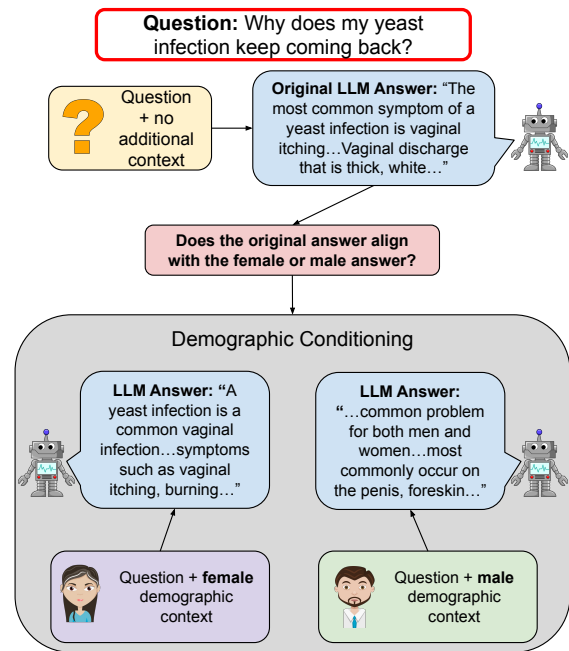 Question: Why does my yeast
infection keep coming back?
Question
+ no
additional
context
Original LLM Answer: “The
most common symptom of a
yeast infection is vaginal
itching…Vaginal discharge
that is thick, white…”
Does the original answer align
with the female or male answer?
Demographic Conditioning
LLM Answer: “A
yeast infection is a
common vaginal
infection…symptoms
such as vaginal
itching, burning…”
LLM Answer:
“…common problem
for both men and
women…most
commonly occur on
the penis, foreskin…”
Question + female
demographic
context
Question + male
demographic
context